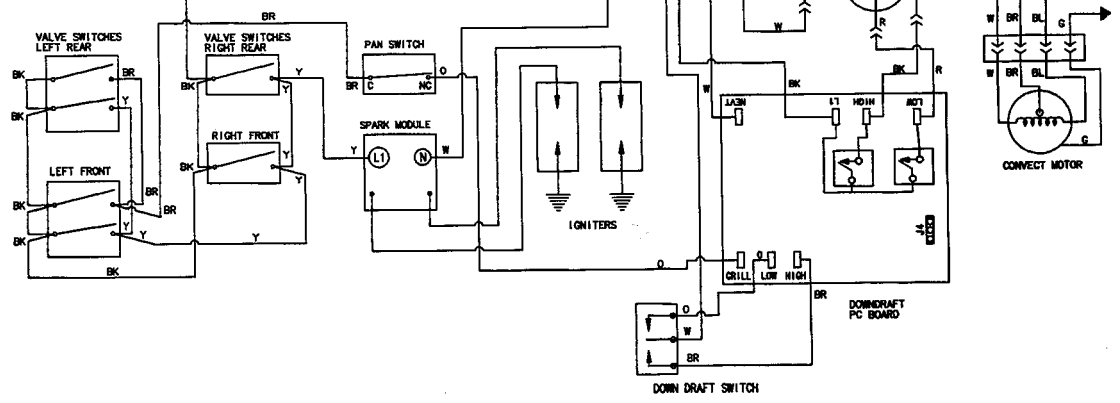 BR
W
R
W BR BL G
VALVE SWITCHES
LEFT REAR
VALVE SWITCHES
RIGHT REAR
PAN SWITCH
BK BR
Y
BK
BK Y
Y
BR C NC O
BK
BK
R
W
NEUT
L1
HIGH
LOW
W BR BL
G
CONVECT MOTOR
SPARK MODULE
Y L1 N W
RIGHT FRONT
BK Y
Y
LEFT FRONT
BK
BK
BR
BR
Y
Y
Y
BK
IGNITERS
J4
O
GRILL
O
LOW
HIGH
BR
DOWNDRAFT
PC BOARD
O
W
BR
DOWN DRAFT SWITCH